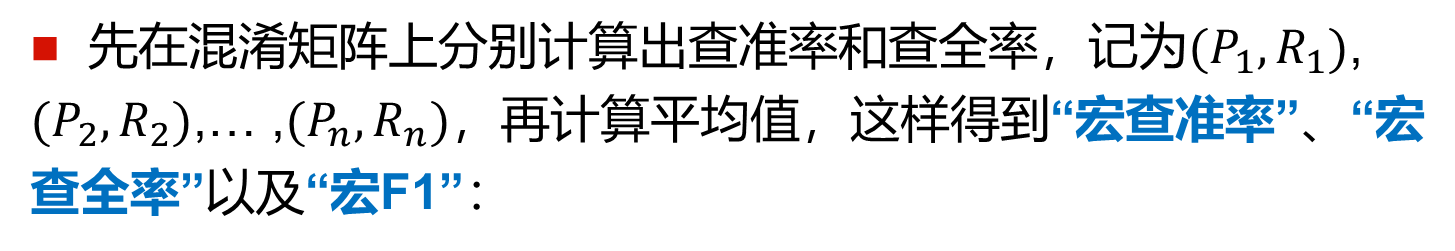 ■ 先在混淆矩阵上分别计算出查准率和查全率，记为(P₁, R₁),
(P₂, R₂),… ,(Pₙ, Rₙ)，再计算平均值，这样得到“宏查准率”、“宏
查全率”以及“宏F1”：